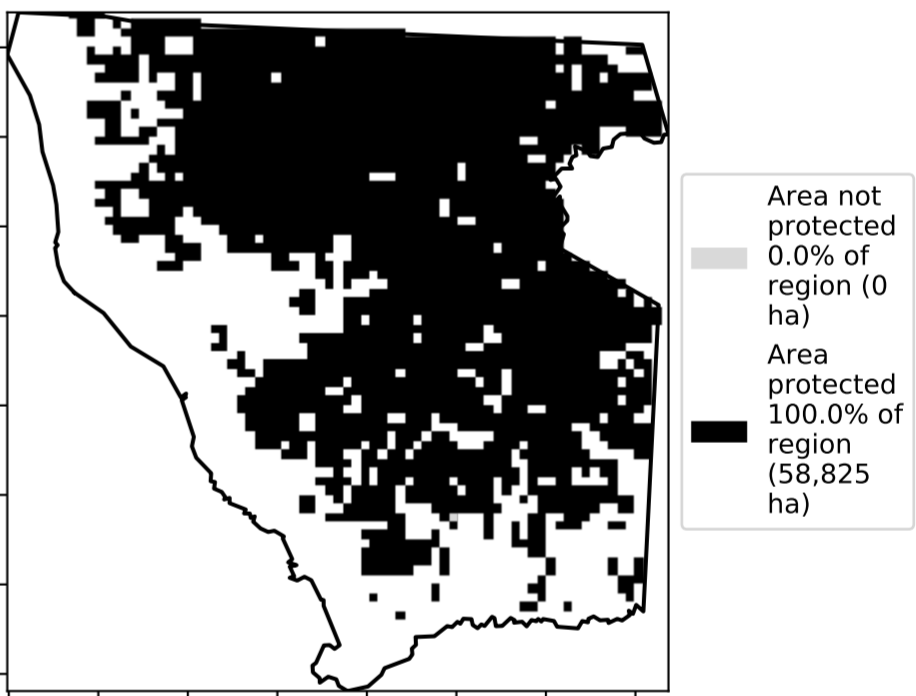 Area not
protected
0.0% of
region (0
ha)
Area
protected
100.0% of
region
(58,825
ha)